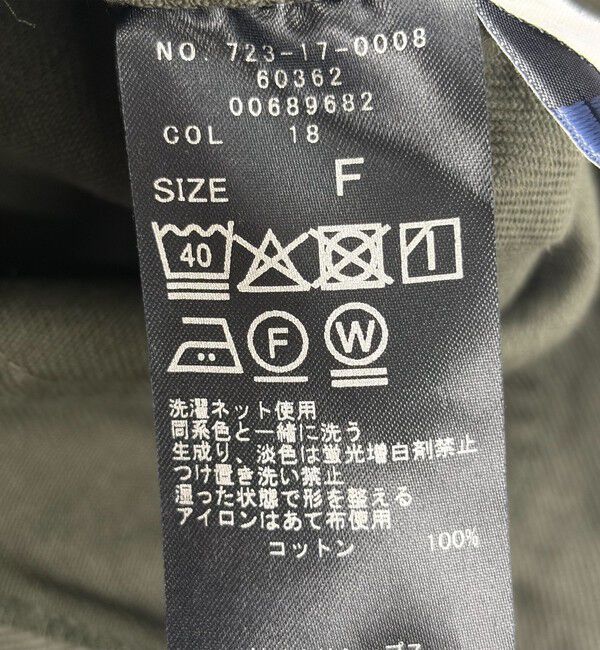 NO. 723-17-0008
60362
00689682
COL 18
SIZE F
40
F W
洗濯ネット使用
同系色と一緒に洗う
生成り、淡色は蛍光増白剤禁止
つけ置き洗い禁止
湿った状態で形を整える
アイロンはあて布使用
コットン 100%